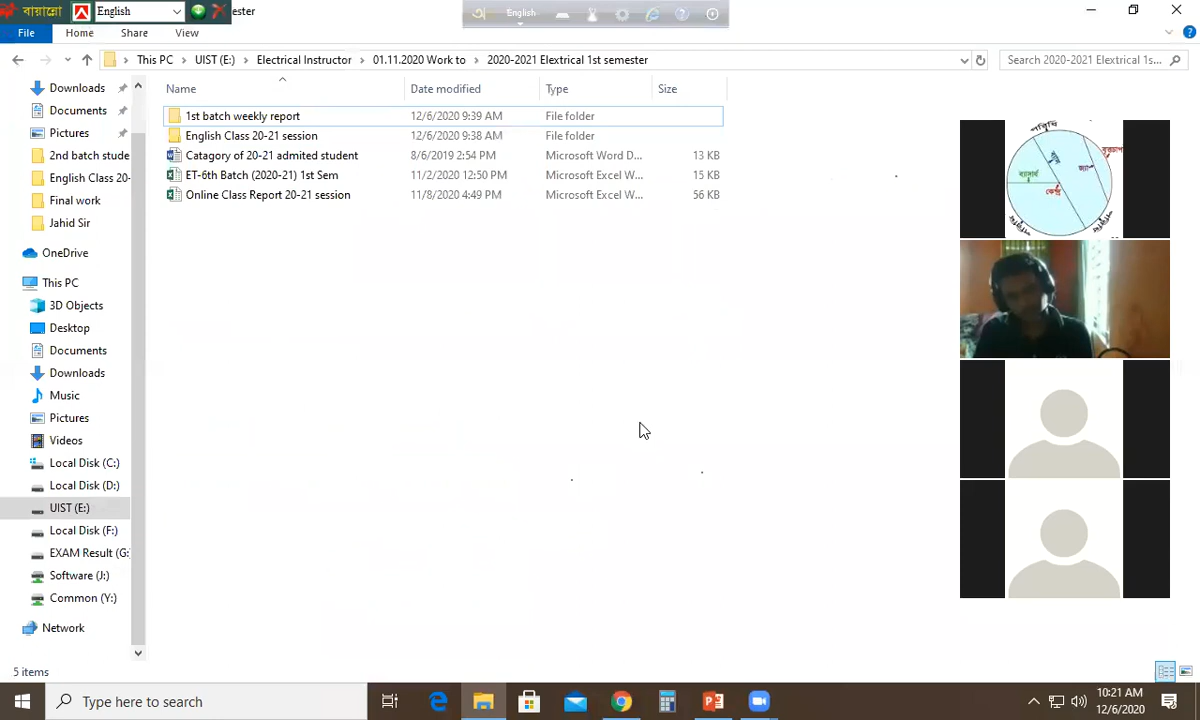 বায়ান্নো English ester
English
File Home Share View
This PC UIST (E:) Electrical Instructor 01.11.2020 Work to 2020-2021 Elextrical 1st semester
Search 2020-2021 Elextrical 1s...
Name Date modified Type Size
1st batch weekly report 12/6/2020 9:39 AM File folder
English Class 20-21 session 12/6/2020 9:38 AM File folder
Catagory of 20-21 admited student 8/6/2019 2:54 PM Microsoft Word D... 13 KB
ET-6th Batch (2020-21) 1st Sem 11/2/2020 12:50 PM Microsoft Excel W... 15 KB
Online Class Report 20-21 session 11/8/2020 4:49 PM Microsoft Excel W... 56 KB
Downloads
Documents
Pictures
2nd batch stude
English Class 20-
Final work
Jahid Sir
OneDrive
This PC
3D Objects
Desktop
Documents
Downloads
Music
Pictures
Videos
Local Disk (C:)
Local Disk (D:)
UIST (E:)
Local Disk (F:)
EXAM Result (G:
Software (J:)
Common (Y:)
Network
5 items
পরিধি
ব্যাস
জ্যা
ব্যাসার্ধ
কেন্দ্র
পরিধি
পরিধি
Type here to search
10:21 AM
12/6/2020